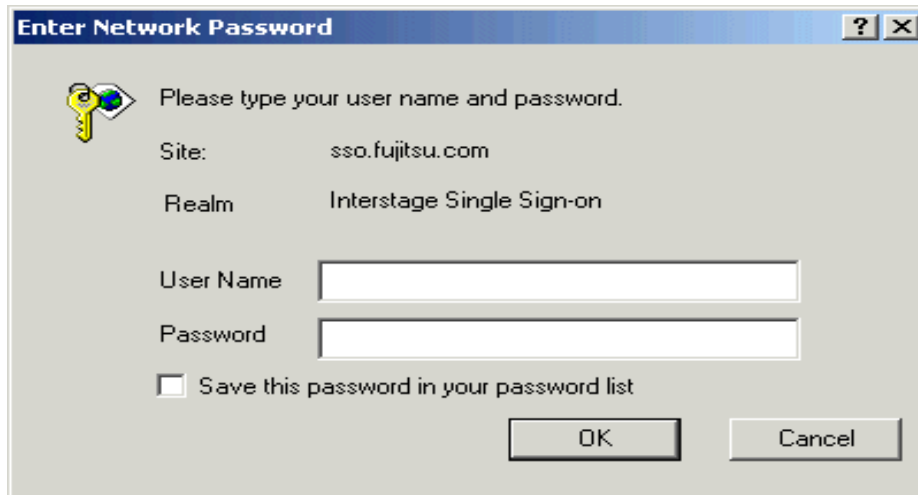 Enter Network Password
Please type your user name and password.
Site: sso.fujitsu.com
Realm Interstage Single Sign-on
User Name
Password
Save this password in your password list
OK Cancel